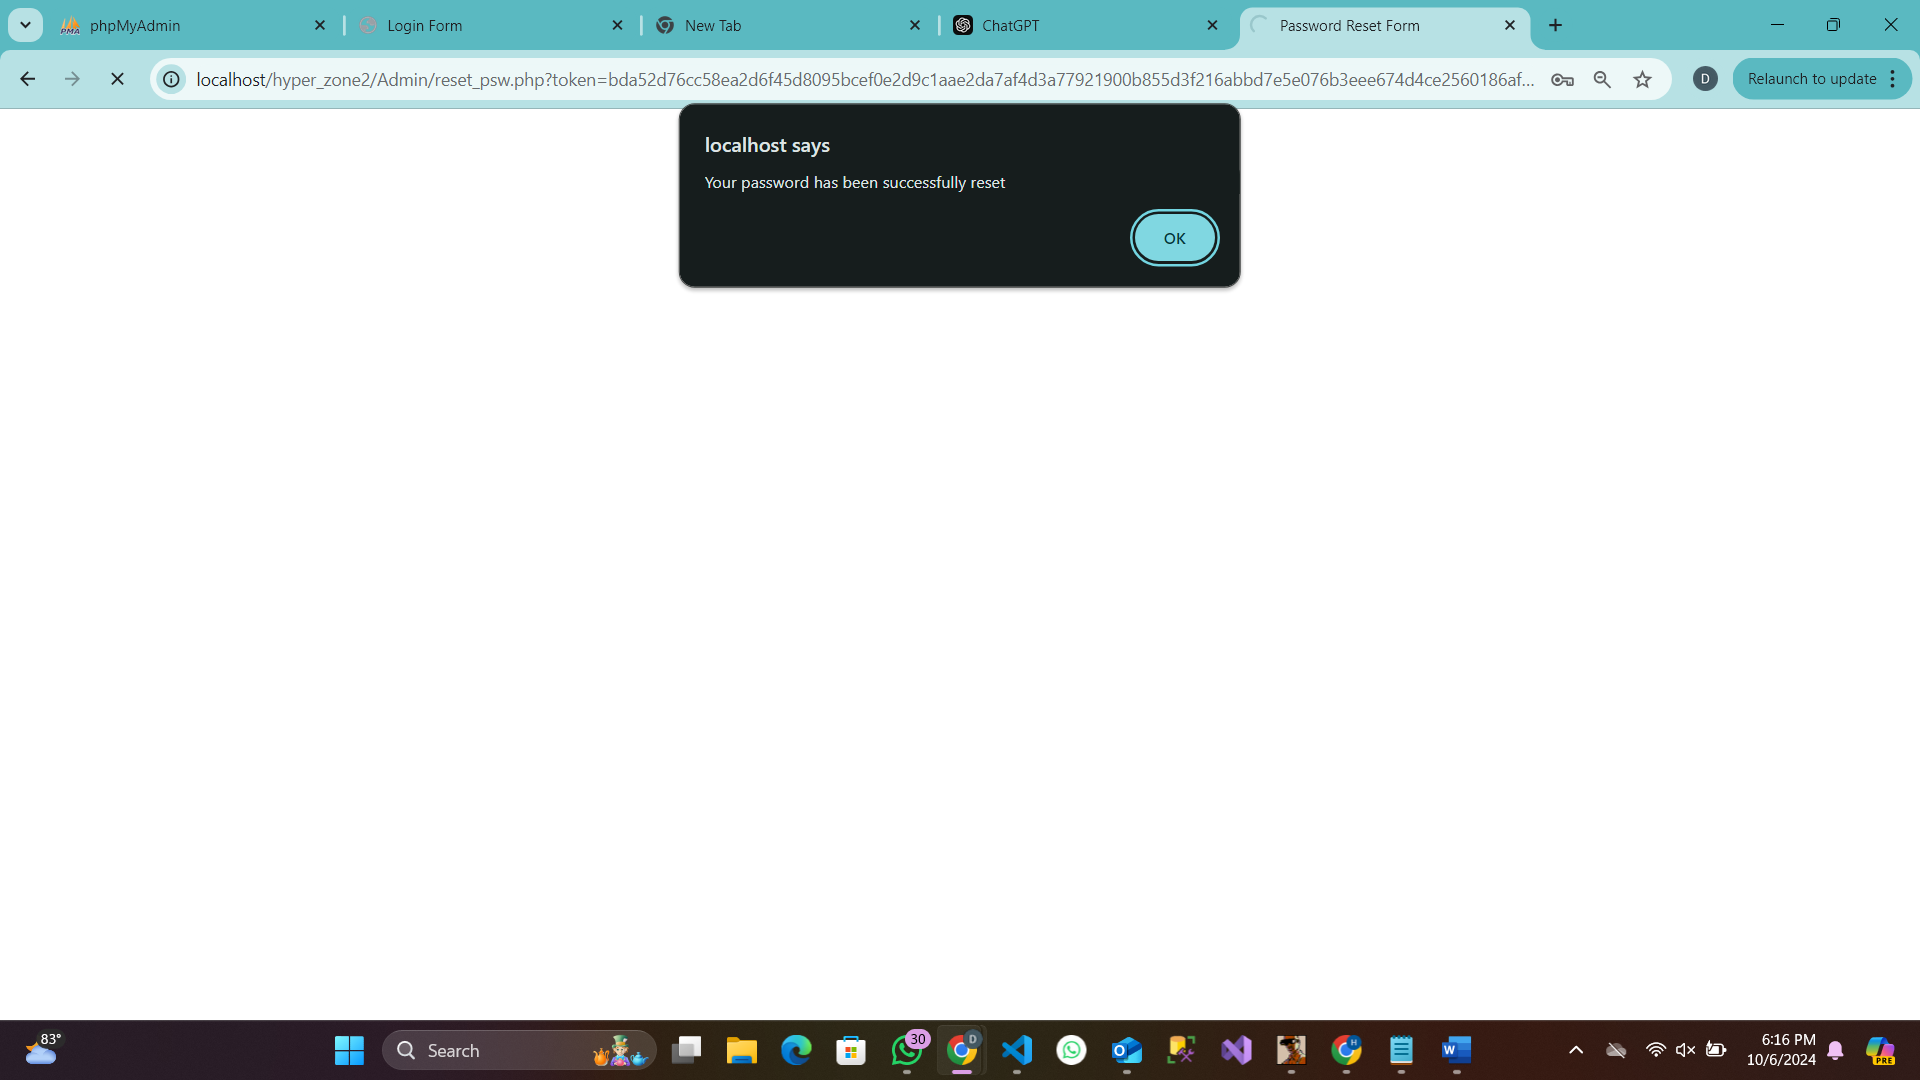 phpMyAdmin
Login Form
New Tab
ChatGPT
Password Reset Form
localhost/hyper_zone2/Admin/reset_psw.php?token=bda52d76cc58ea2d6f45d8095bcef0e2d9c1aae2da7af4d3a77921900b855d3f216abbd7e5e076b3eee674d4ce2560186af...
D
Relaunch to update
localhost says
Your password has been successfully reset
OK
83°
Search
30
D
H
6:16 PM
10/6/2024
PRE